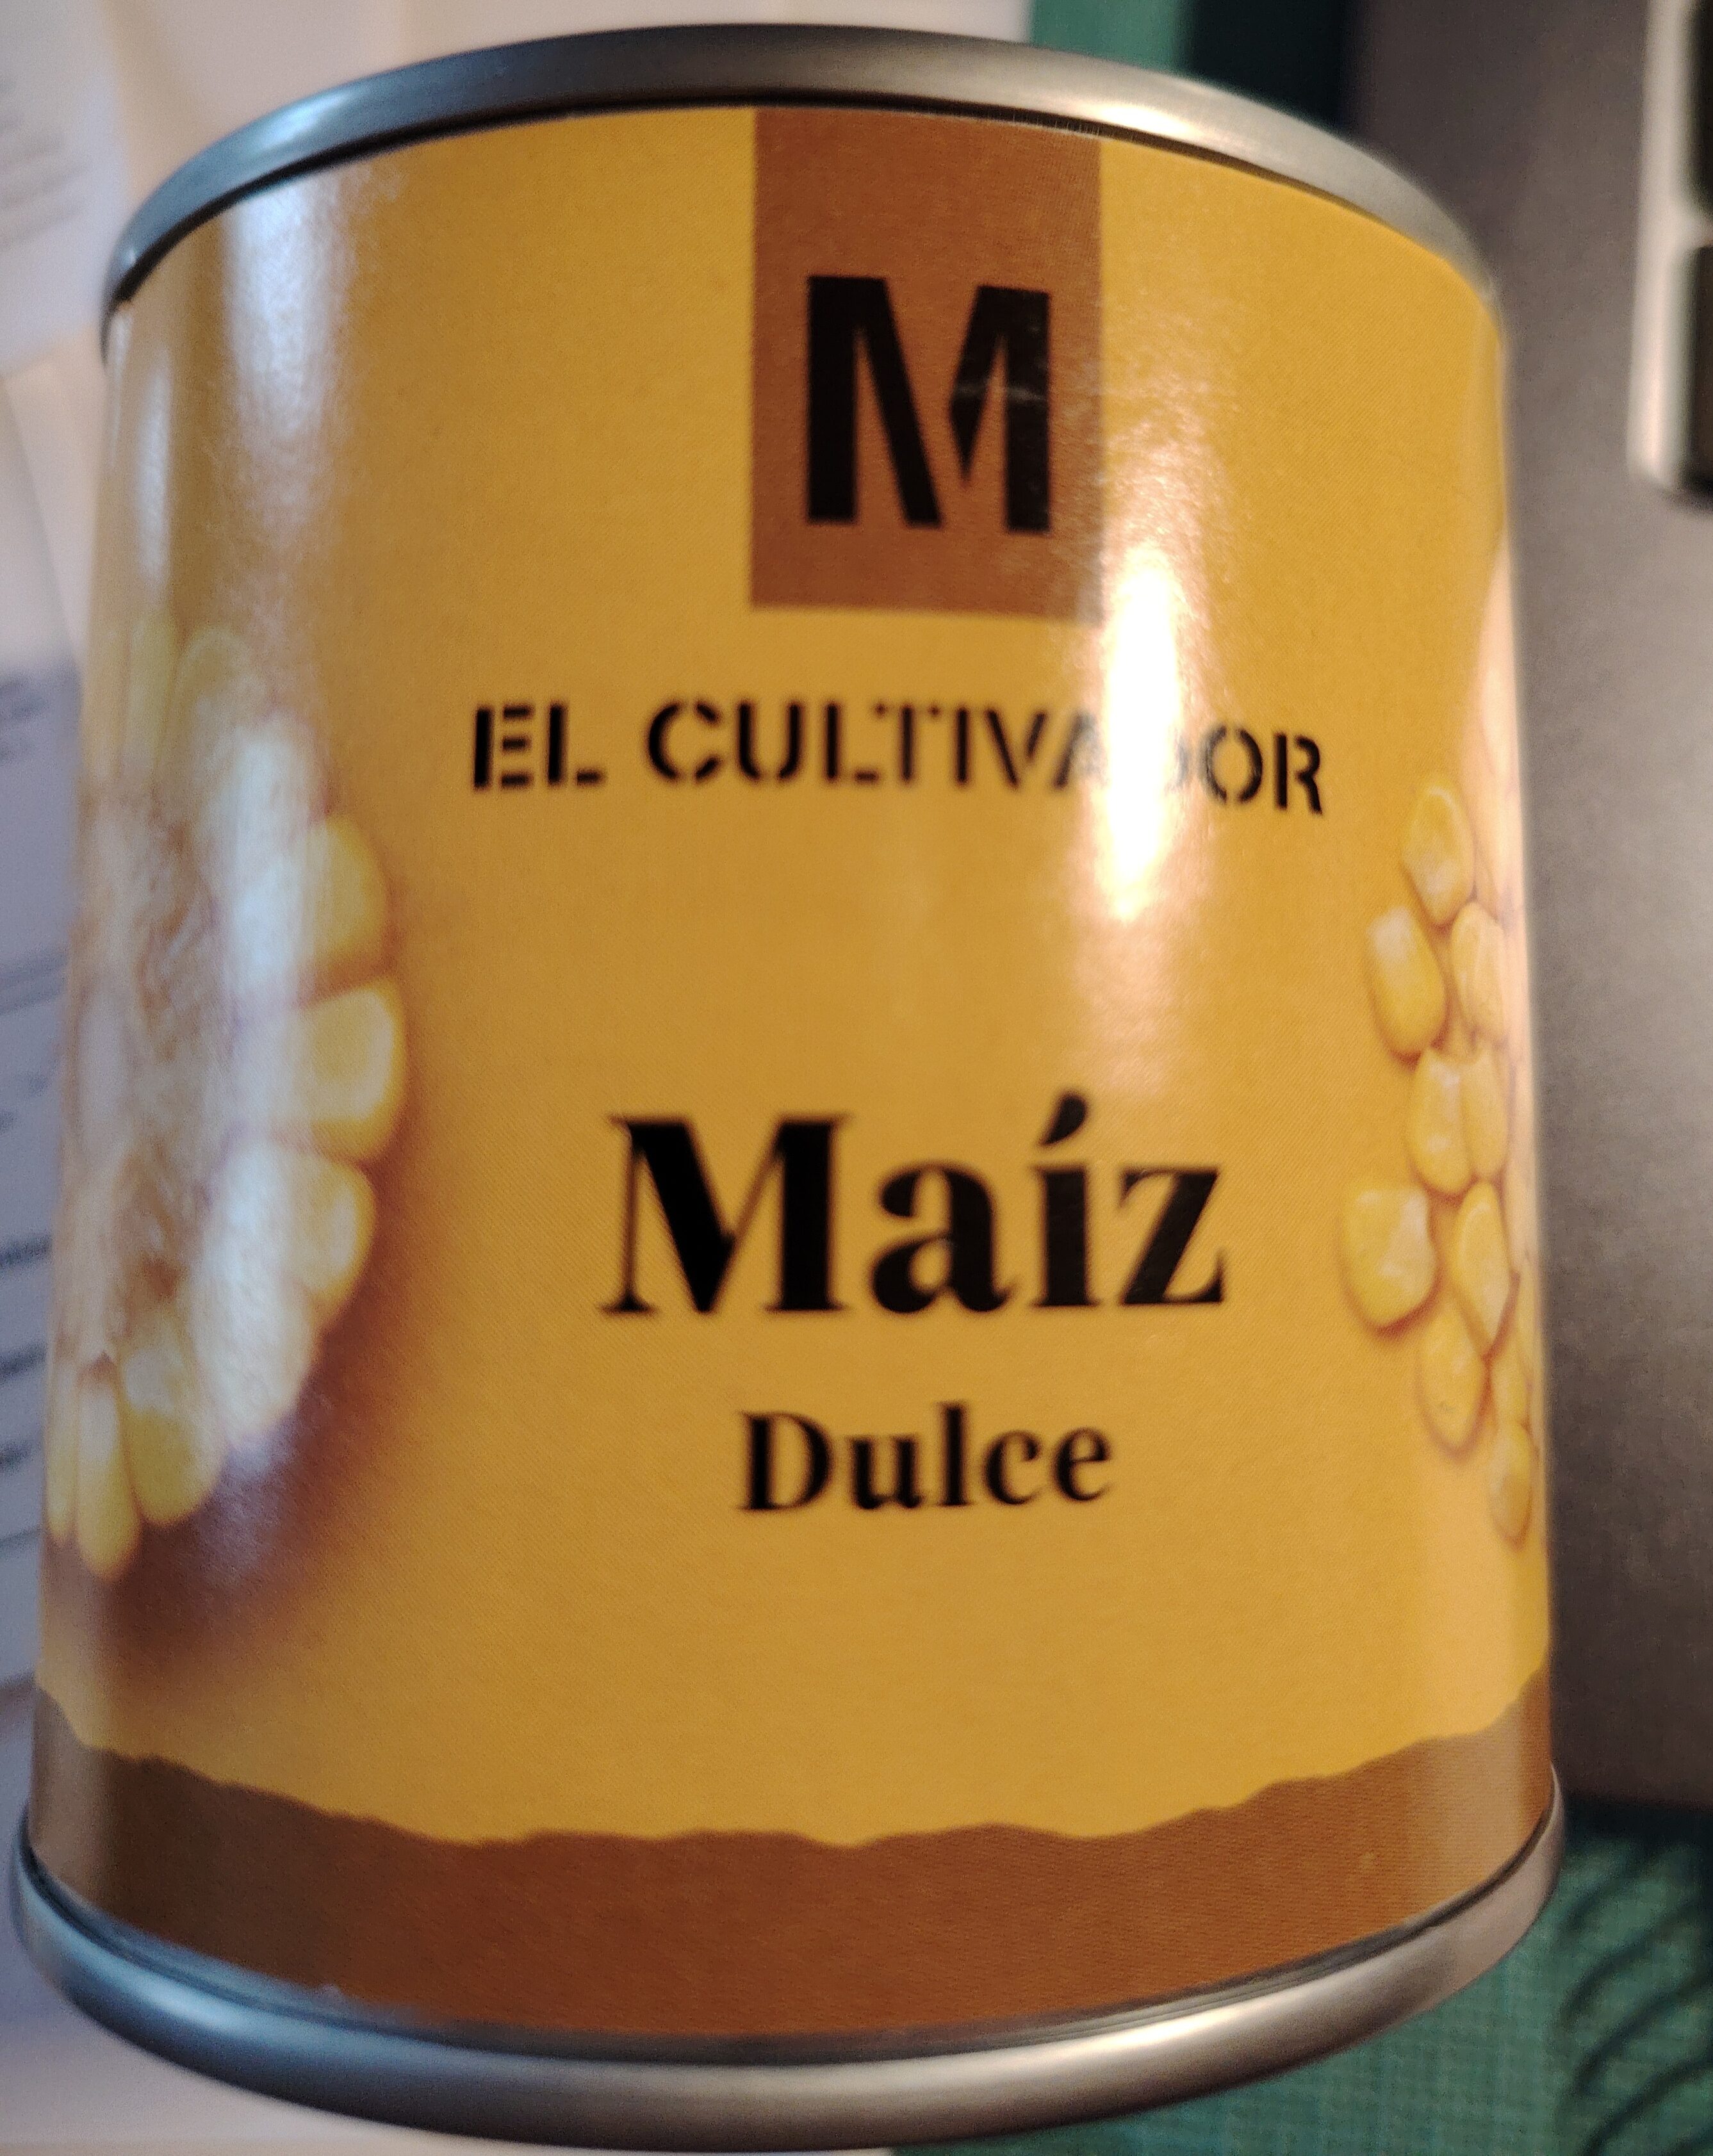 M
EL CULTIVADOR
Maíz
Dulce